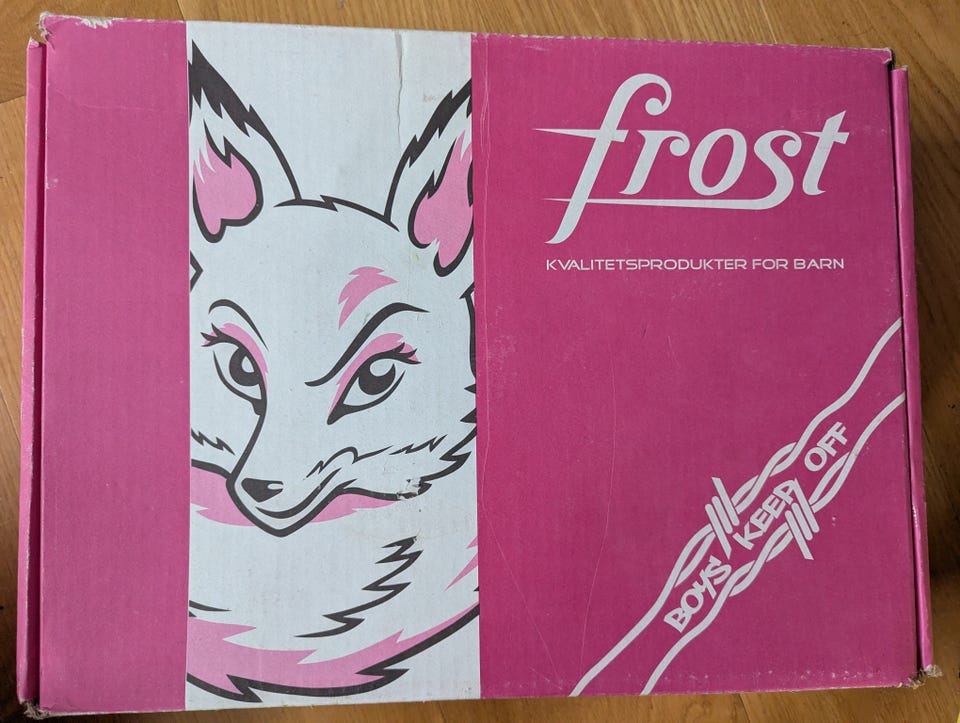 frost
KVALITETSPRODUKTER FOR BARN
BOYS' KEEP OFF